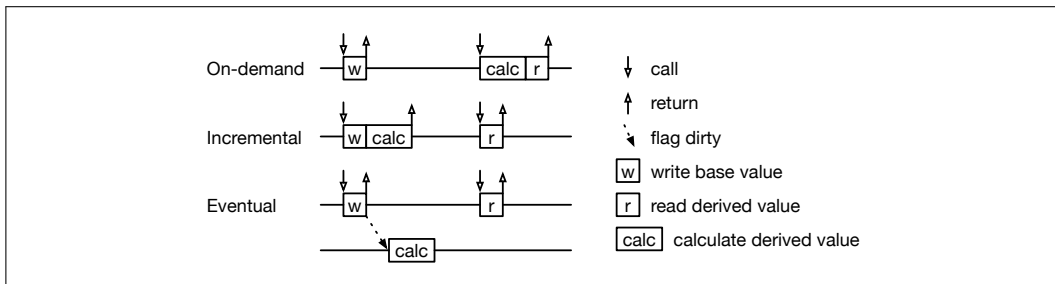 On-demand w calc r
Incremental w calc r
Eventual w r
calc
call
return
flag dirty
w write base value
r read derived value
calc calculate derived value